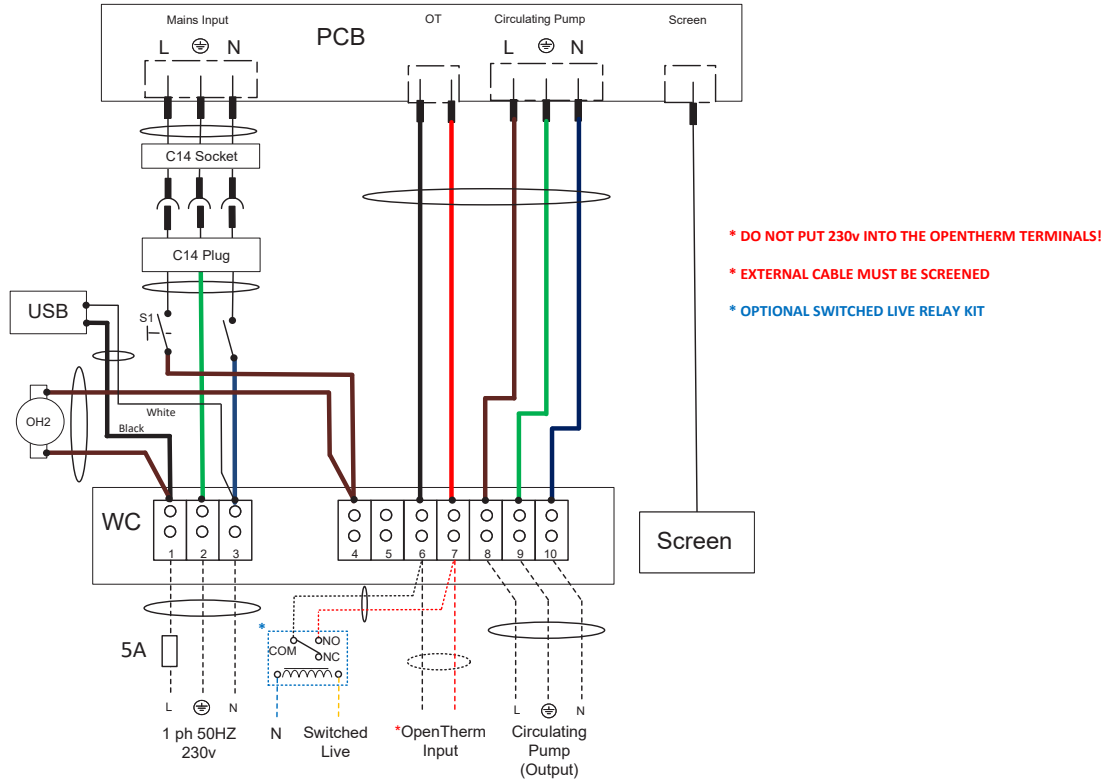 Mains Input
OT
Circulating Pump
Screen
PCB
L
N
L
N
C14 Socket
C14 Plug
* DO NOT PUT 230v INTO THE OPENTHERM TERMINALS!
* EXTERNAL CABLE MUST BE SCREENED
* OPTIONAL SWITCHED LIVE RELAY KIT
USB
S1
OH2
White
Black
WC
1
2
3
4
5
6
7
8
9
10
Screen
5A
*
COM
NO
NC
L
N
1 ph 50HZ
230v
N
Switched
Live
*OpenTherm
Input
L
N
Circulating
Pump
(Output)